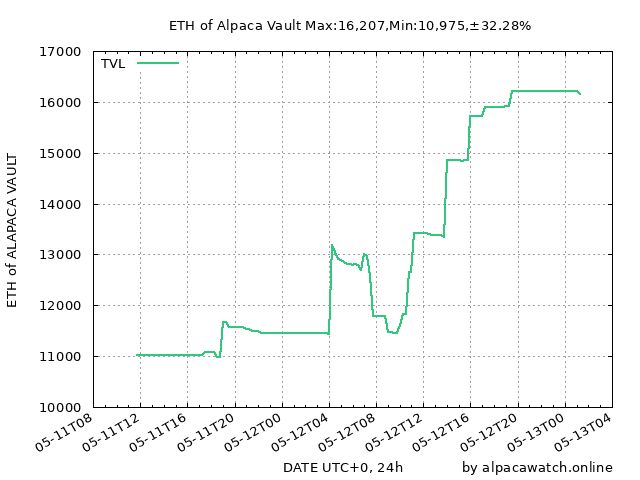 ETH of Alpaca Vault Max:16,207,Min:10,975,±32.28%
TVL
17000
16000
15000
14000
13000
12000
11000
10000
ETH of ALAPACA VAULT
05-11T08
05-11T12
05-11T16
05-11T20
05-12T00
05-12T04
05-12T08
05-12T12
05-12T16
05-12T20
05-13T00
05-13T04
DATE UTC+0, 24h
by alpacawatch.online